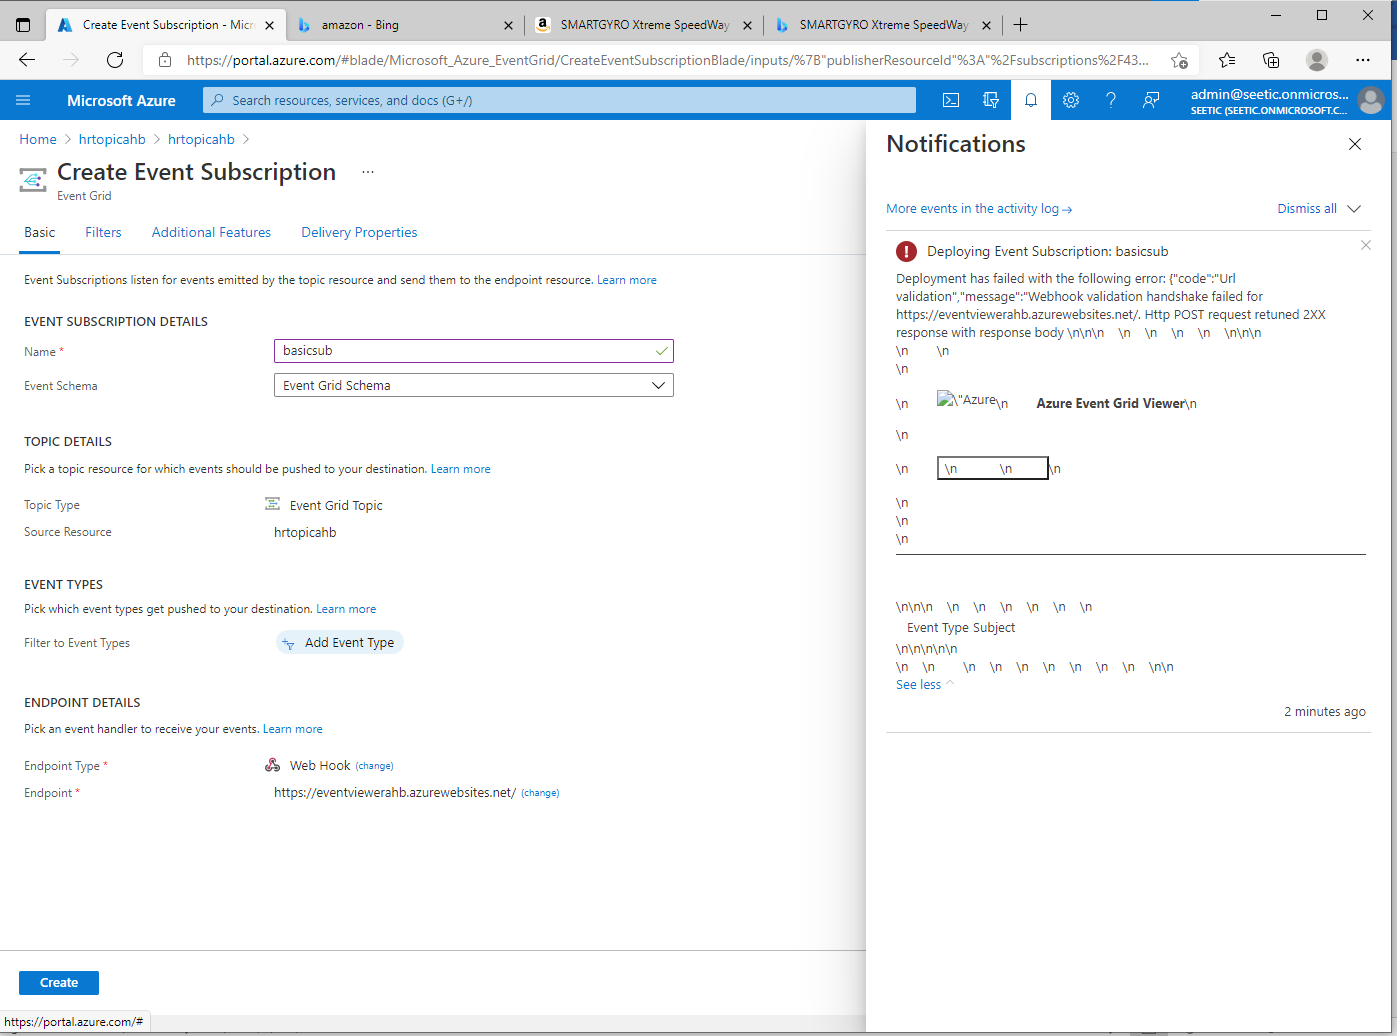 Create Event Subscription - Micr
amazon - Bing
SMARTGYRO Xtreme SpeedWay
SMARTGYRO Xtreme SpeedWay
https://portal.azure.com/#blade/Microsoft_Azure_EventGrid/CreateEventSubscriptionBlade/inputs/%7B"publisherResourceId"%3A"%2Fsubscriptions%2F43...
Microsoft Azure
Search resources, services, and docs (G+/)
admin@seetic.onmicros...
SEETIC (SEETIC.ONMICROSOFT.C...
Home > hrtopicahb > hrtopicahb >
Create Event Subscription ...
Event Grid
Basic Filters Additional Features Delivery Properties
Event Subscriptions listen for events emitted by the topic resource and send them to the endpoint resource. Learn more
EVENT SUBSCRIPTION DETAILS
Name *
basicsub
Event Schema
Event Grid Schema
TOPIC DETAILS
Pick a topic resource for which events should be pushed to your destination. Learn more
Topic Type
Event Grid Topic
Source Resource
hrtopicahb
EVENT TYPES
Pick which event types get pushed to your destination. Learn more
Filter to Event Types
Add Event Type
ENDPOINT DETAILS
Pick an event handler to receive your events. Learn more
Endpoint Type *
Web Hook (change)
Endpoint *
https://eventviewerahb.azurewebsites.net/ (change)
Create
https://portal.azure.com/#
Notifications
More events in the activity log →
Dismiss all
Deploying Event Subscription: basicsub
Deployment has failed with the following error: {"code":"Url
validation","message":"Webhook validation handshake failed for
https://eventviewerahb.azurewebsites.net/. Http POST request retuned 2XX
response with response body \n\n\n \n \n \n \n \n\n\n
\n \n
\n
\n \"Azure\n Azure Event Grid Viewer\n
\n
\n \n \n \n
\n
\n
\n
\n\n\n \n \n \n \n \n \n
Event Type Subject
\n\n\n\n\n
\n \n \n \n \n \n \n \n \n \n\n
See less
2 minutes ago